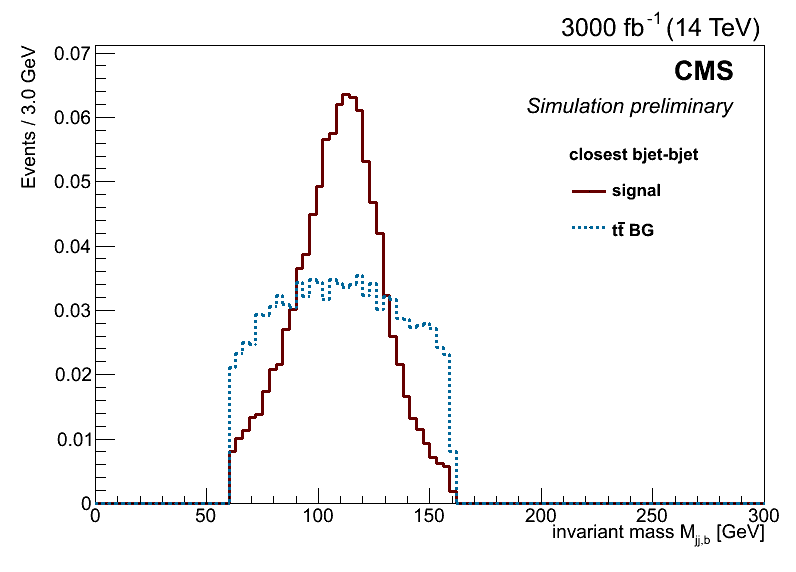 3000 fb⁻¹ (14 TeV)
CMS
Simulation preliminary
closest bjet-bjet
signal
tt̄ BG
Events / 3.0 GeV
0.07
0.06
0.05
0.04
0.03
0.02
0.01
0
0 50 100 150 200 250 300
invariant mass M_jj,b [GeV]